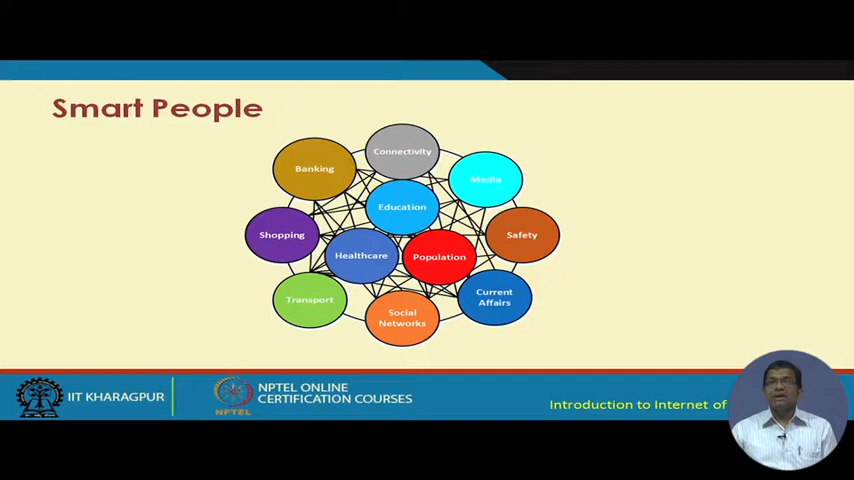 Smart People
Connectivity
Banking
Media
Education
Shopping
Safety
Healthcare
Population
Transport
Current
Affairs
Social
Networks
IIT KHARAGPUR
NPTEL ONLINE
CERTIFICATION COURSES
NPTEL
Introduction to Internet of